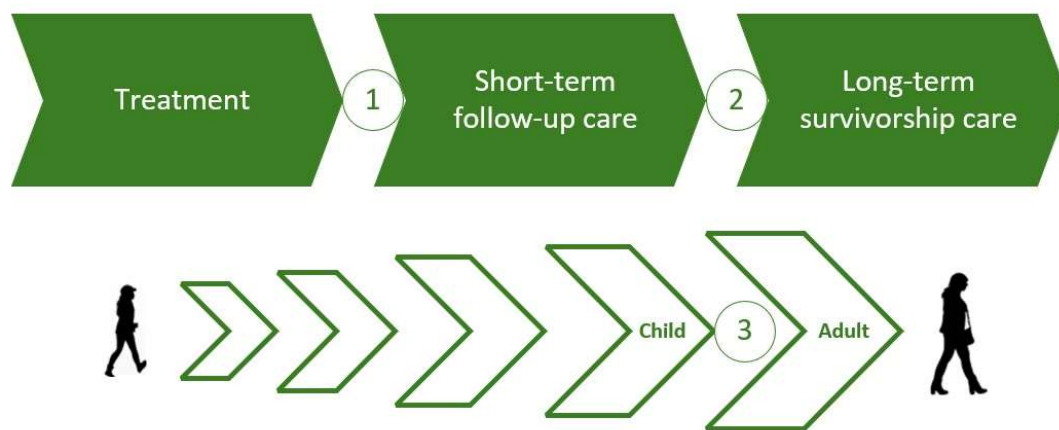 Treatment
1
Short-term
follow-up care
2
Long-term
survivorship care
Child
3
Adult